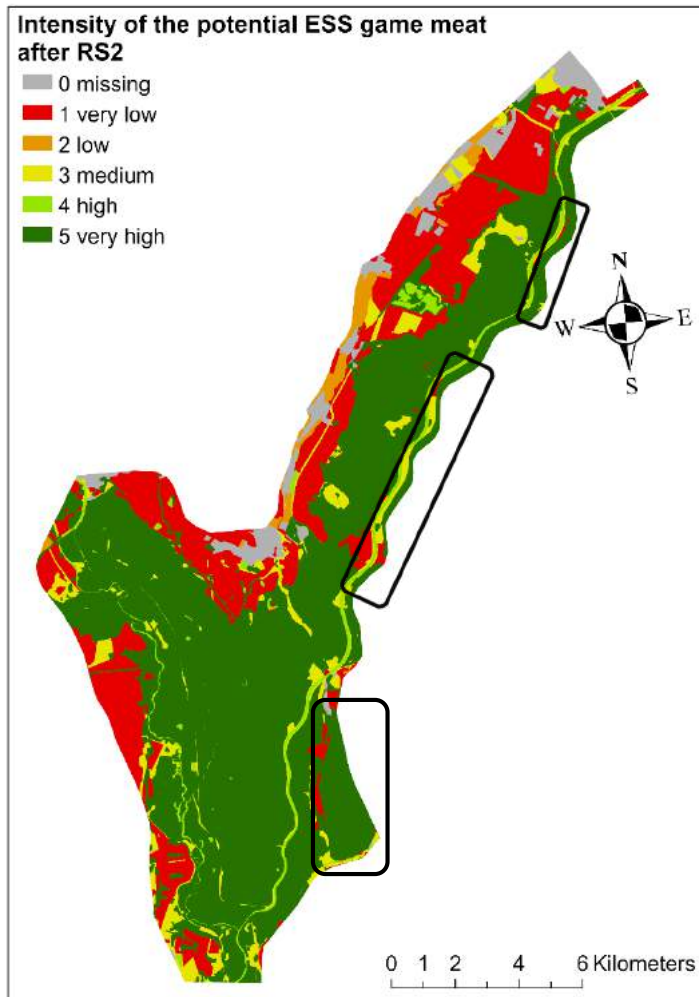 Intensity of the potential ESS game meat
after RS2
0 missing
1 very low
2 low
3 medium
4 high
5 very high
N
W
E
S
0 1 2 4 6 Kilometers